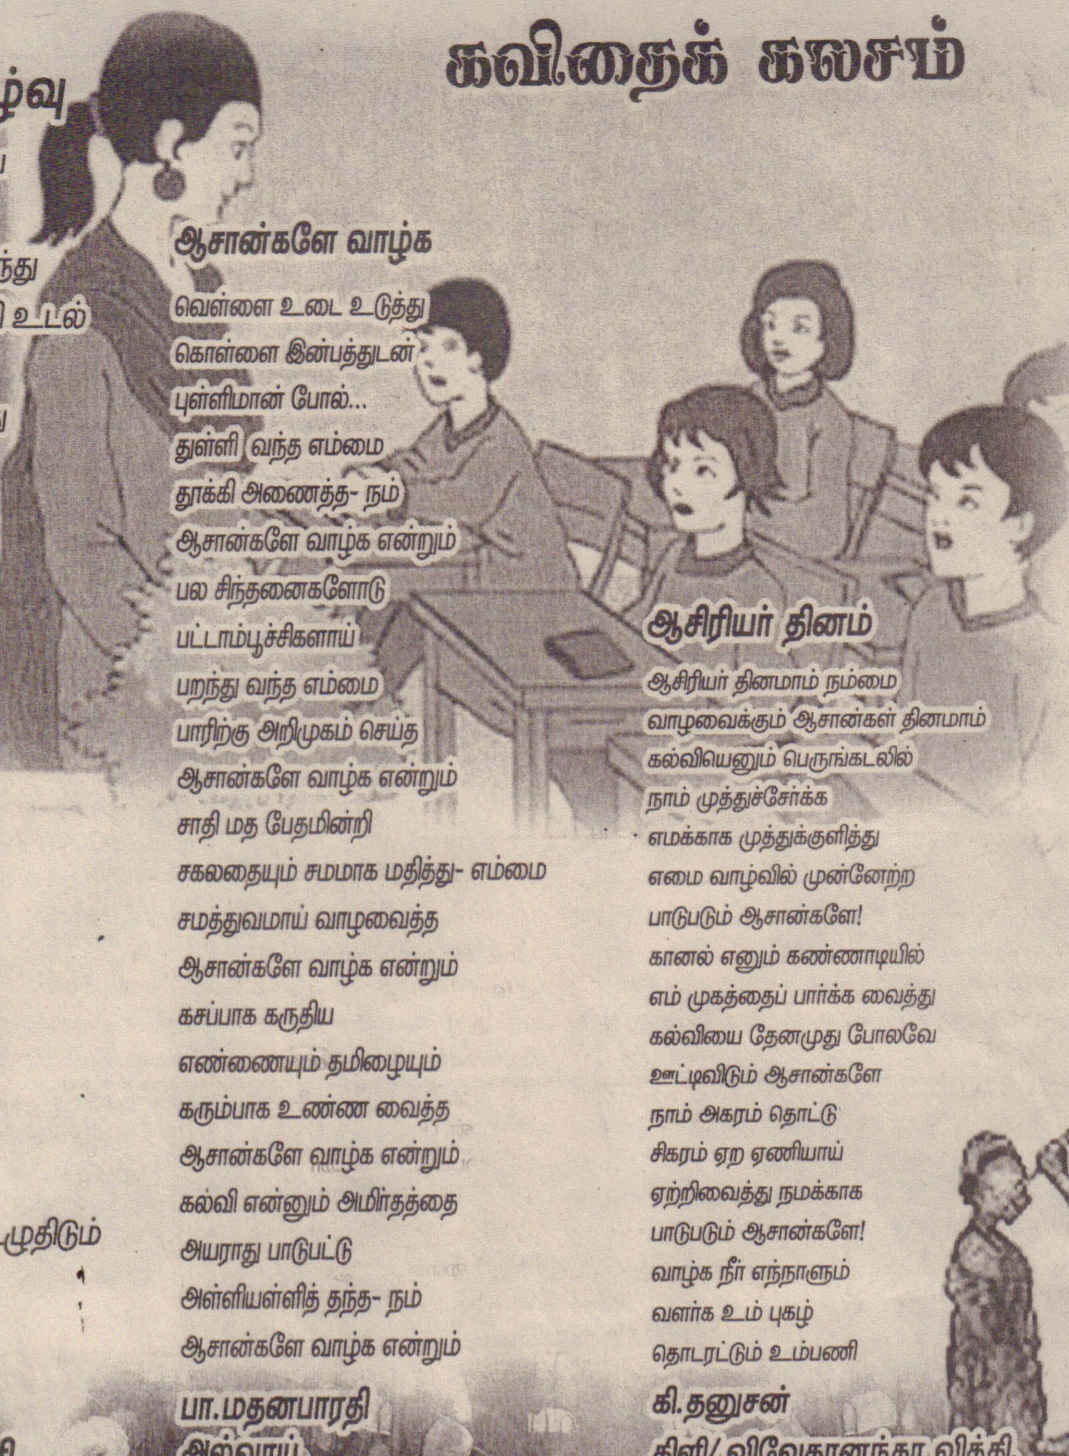 கவிதைக் கலசம்
உடல்
ஆசான்களே வாழ்க
வெள்ளை உடை உடுத்து
கொள்ளை இன்பத்துடன்
புள்ளிமான் போல்...
துள்ளி வந்த எம்மை
தூக்கி அணைத்த- நம்
ஆசான்களே வாழ்க என்றும்
பல சிந்தனைகளோடு
பட்டாம்பூச்சிகளாய்
பறந்து வந்த எம்மை
பாரிற்கு அறிமுகம் செய்த
ஆசான்களே வாழ்க என்றும்
சாதி மத பேதமின்றி
சகலதையும் சமமாக மதித்து- எம்மை
சமத்துவமாய் வாழவைத்த
ஆசான்களே வாழ்க என்றும்
கசப்பாக கருதிய
எண்ணையும் தமிழையும்
கரும்பாக உண்ண வைத்த
ஆசான்களே வாழ்க என்றும்
கல்வி என்னும் அமிர்தத்தை
அயராது பாடுபட்டு
அள்ளியள்ளித் தந்த- நம்
ஆசான்களே வாழ்க என்றும்
பா.மதனபாரதி
அல்வாய்
ஆசிரியர் தினம்
ஆசிரியர் தினமாம் நம்மை
வாழவைக்கும் ஆசான்கள் தினமாம்
கல்வியெனும் பெருங்கடலில்
நாம் முத்துச்சேர்க்க
எமக்காக முத்துக்குளித்து
எமை வாழ்வில் முன்னேற்ற
பாடுபடும் ஆசான்களே!
கானல் எனும் கண்ணாடியில்
எம் முகத்தைப் பார்க்க வைத்து
கல்வியை தேனமுது போலவே
ஊட்டிவிடும் ஆசான்களே
நாம் அகரம் தொட்டு
சிகரம் ஏற ஏணியாய்
ஏற்றிவைத்து நமக்காக
பாடுபடும் ஆசான்களே!
வாழ்க நீர் எந்நாளும்
வளர்க உம் புகழ்
தொடரட்டும் உம்பணி
கி.தனுசன்
கிளி/ விவேகானந்தா வித்தி